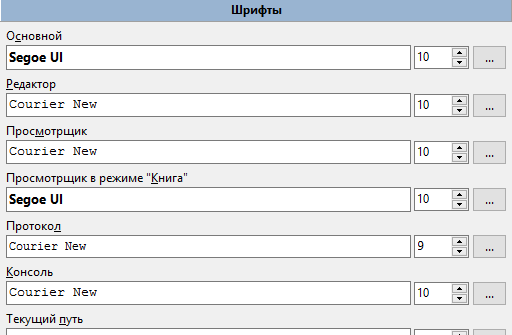 Шрифты
Основной
Segoe UI 10 ...
Редактор
Courier New 10 ...
Просмотрщик
Courier New 10 ...
Просмотрщик в режиме "Книга"
Segoe UI 10 ...
Протокол
Courier New 9 ...
Консоль
Courier New 10 ...
Текущий путь